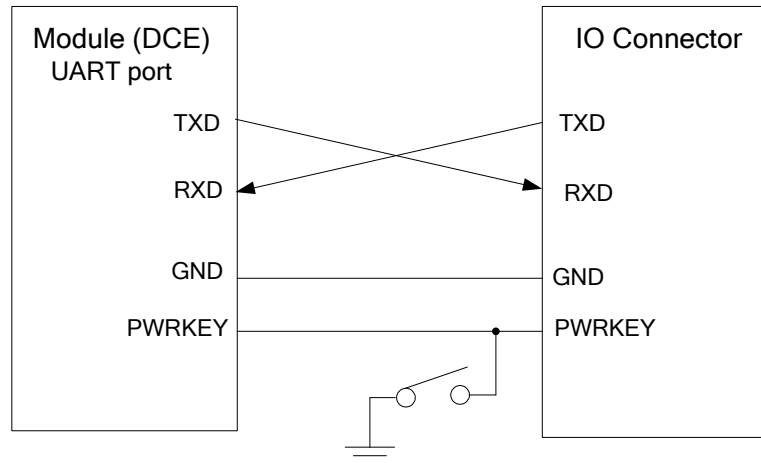 Module (DCE)
UART port
TXD
RXD
GND
PWRKEY
IO Connector
TXD
RXD
GND
PWRKEY